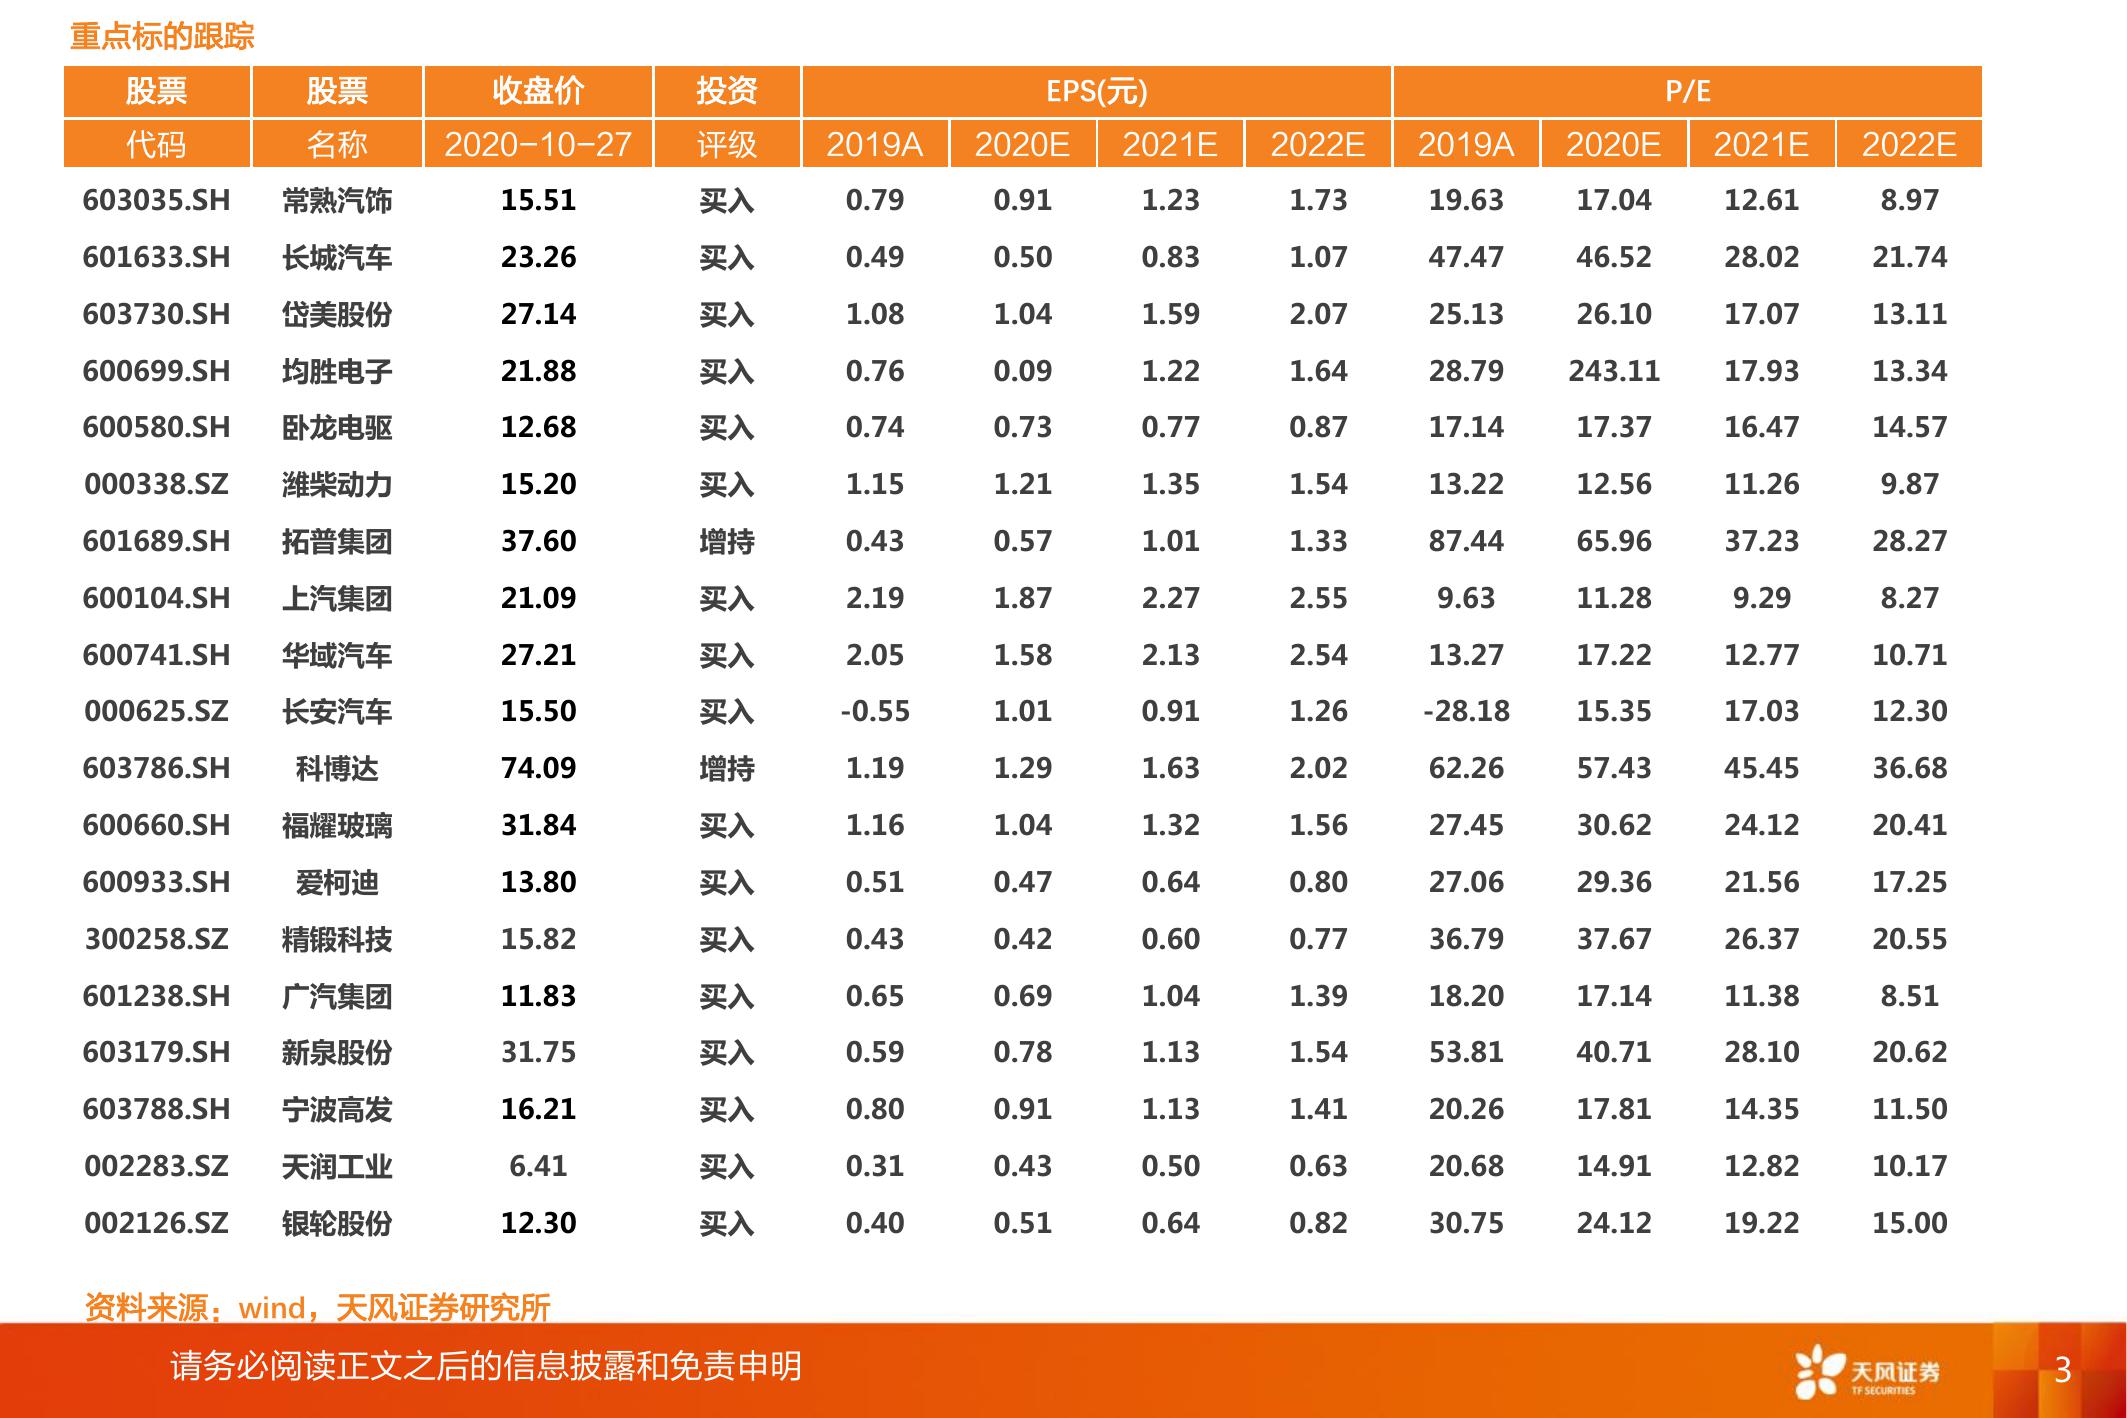 重点标的跟踪
股票 股票 收盘价 投资 EPS(元) P/E
代码 名称 2020-10-27 评级 2019A 2020E 2021E 2022E 2019A 2020E 2021E 2022E
603035.SH 常熟汽饰 15.51 买入 0.79 0.91 1.23 1.73 19.63 17.04 12.61 8.97
601633.SH 长城汽车 23.26 买入 0.49 0.50 0.83 1.07 47.47 46.52 28.02 21.74
603730.SH 岱美股份 27.14 买入 1.08 1.04 1.59 2.07 25.13 26.10 17.07 13.11
600699.SH 均胜电子 21.88 买入 0.76 0.09 1.22 1.64 28.79 243.11 17.93 13.34
600580.SH 卧龙电驱 12.68 买入 0.74 0.73 0.77 0.87 17.14 17.37 16.47 14.57
000338.SZ 潍柴动力 15.20 买入 1.15 1.21 1.35 1.54 13.22 12.56 11.26 9.87
601689.SH 拓普集团 37.60 增持 0.43 0.57 1.01 1.33 87.44 65.96 37.23 28.27
600104.SH 上汽集团 21.09 买入 2.19 1.87 2.27 2.55 9.63 11.28 9.29 8.27
600741.SH 华域汽车 27.21 买入 2.05 1.58 2.13 2.54 13.27 17.22 12.77 10.71
000625.SZ 长安汽车 15.50 买入 -0.55 1.01 0.91 1.26 -28.18 15.35 17.03 12.30
603786.SH 科博达 74.09 增持 1.19 1.29 1.63 2.02 62.26 57.43 45.45 36.68
600660.SH 福耀玻璃 31.84 买入 1.16 1.04 1.32 1.56 27.45 30.62 24.12 20.41
600933.SH 爱柯迪 13.80 买入 0.51 0.47 0.64 0.80 27.06 29.36 21.56 17.25
300258.SZ 精锻科技 15.82 买入 0.43 0.42 0.60 0.77 36.79 37.67 26.37 20.55
601238.SH 广汽集团 11.83 买入 0.65 0.69 1.04 1.39 18.20 17.14 11.38 8.51
603179.SH 新泉股份 31.75 买入 0.59 0.78 1.13 1.54 53.81 40.71 28.10 20.62
603788.SH 宁波高发 16.21 买入 0.80 0.91 1.13 1.41 20.26 17.81 14.35 11.50
002283.SZ 天润工业 6.41 买入 0.31 0.43 0.50 0.63 20.68 14.91 12.82 10.17
002126.SZ 银轮股份 12.30 买入 0.40 0.51 0.64 0.82 30.75 24.12 19.22 15.00
资料来源：wind，天风证券研究所
请务必阅读正文之后的信息披露和免责申明
天风证券
TF SECURITIES
3